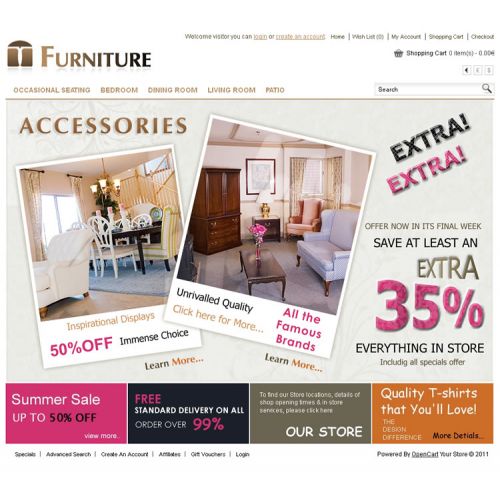 Welcome visitor you can login or create an account. Home | Wish List (0) | My Account | Shopping Cart | Checkout
FURNITURE
Shopping Cart 0 item(s) - 0.00€
€ £ $
OCCASIONAL SEATING BEDROOM DINING ROOM LIVING ROOM PATIO
Search
ACCESSORIES
EXTRA!
EXTRA!
OFFER NOW IN ITS FINAL WEEK
SAVE AT LEAST AN
EXTRA
35%
EVERYTHING IN STORE
Includig all specials offer
Inspirational Displays
50%OFF Immense Choice
Learn More...
Unrivalled Quality
Click here for More...
All the
Famous
Brands
Learn More...
Summer Sale
UP TO 50% OFF
view more..
FREE
STANDARD DELIVERY ON ALL
ORDER OVER 99%
To find our Store locations, details of
shop opening times & in store
services, please click here
OUR STORE
Quality T-shirts
that You'll Love!
THE
DESIGN
DIFFERENCE
More Detials...
Specials | Advanced Search | Create An Account | Affiliates | Gift Vouchers | Login
Powered By OpenCart Your Store © 2011